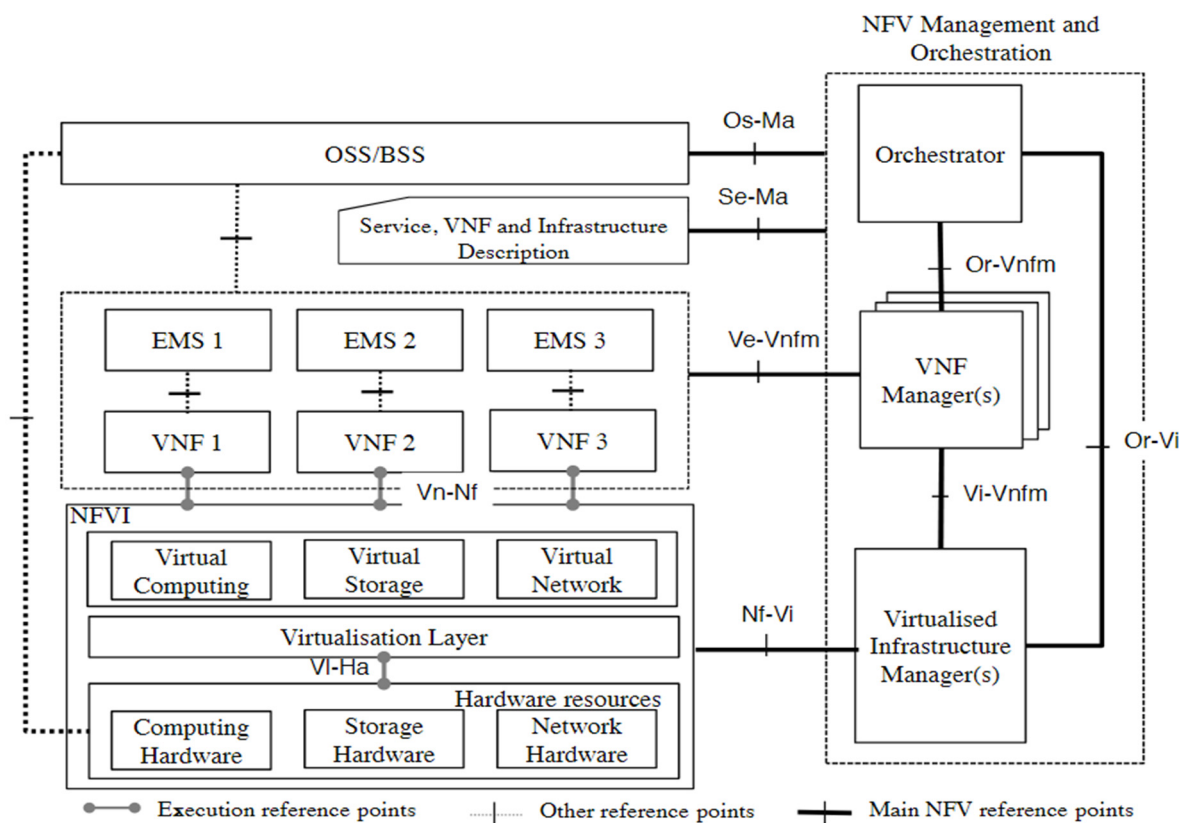 NFV Management and
Orchestration
Os-Ma
OSS/BSS
Orchestrator
Se-Ma
Service, VNF and Infrastructure
Description
Or-Vnfm
EMS 1
EMS 2
EMS 3
Ve-Vnfm
VNF
Manager(s)
VNF 1
VNF 2
VNF 3
Or-Vi
Vn-Nf
Vi-Vnfm
NFVI
Virtual
Computing
Virtual
Storage
Virtual
Network
Nf-Vi
Virtualised
Infrastructure
Manager(s)
Virtualisation Layer
Vl-Ha
Hardware resources
Computing
Hardware
Storage
Hardware
Network
Hardware
Execution reference points
Other reference points
Main NFV reference points